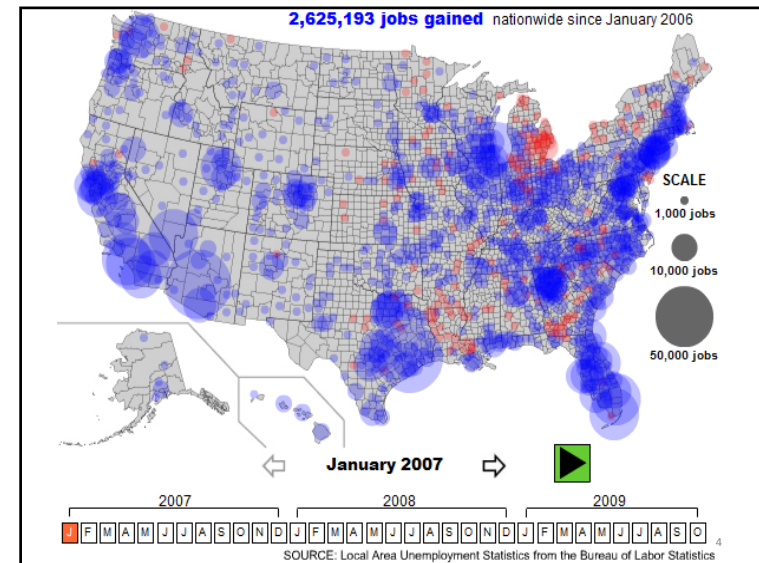 2,625,193 jobs gained nationwide since January 2006
SCALE
1,000 jobs
10,000 jobs
50,000 jobs
January 2007
2007 2008 2009
J F M A M J J A S O N D J F M A M J J A S O N D J F M A M J J A S O
4
SOURCE: Local Area Unemployment Statistics from the Bureau of Labor Statistics